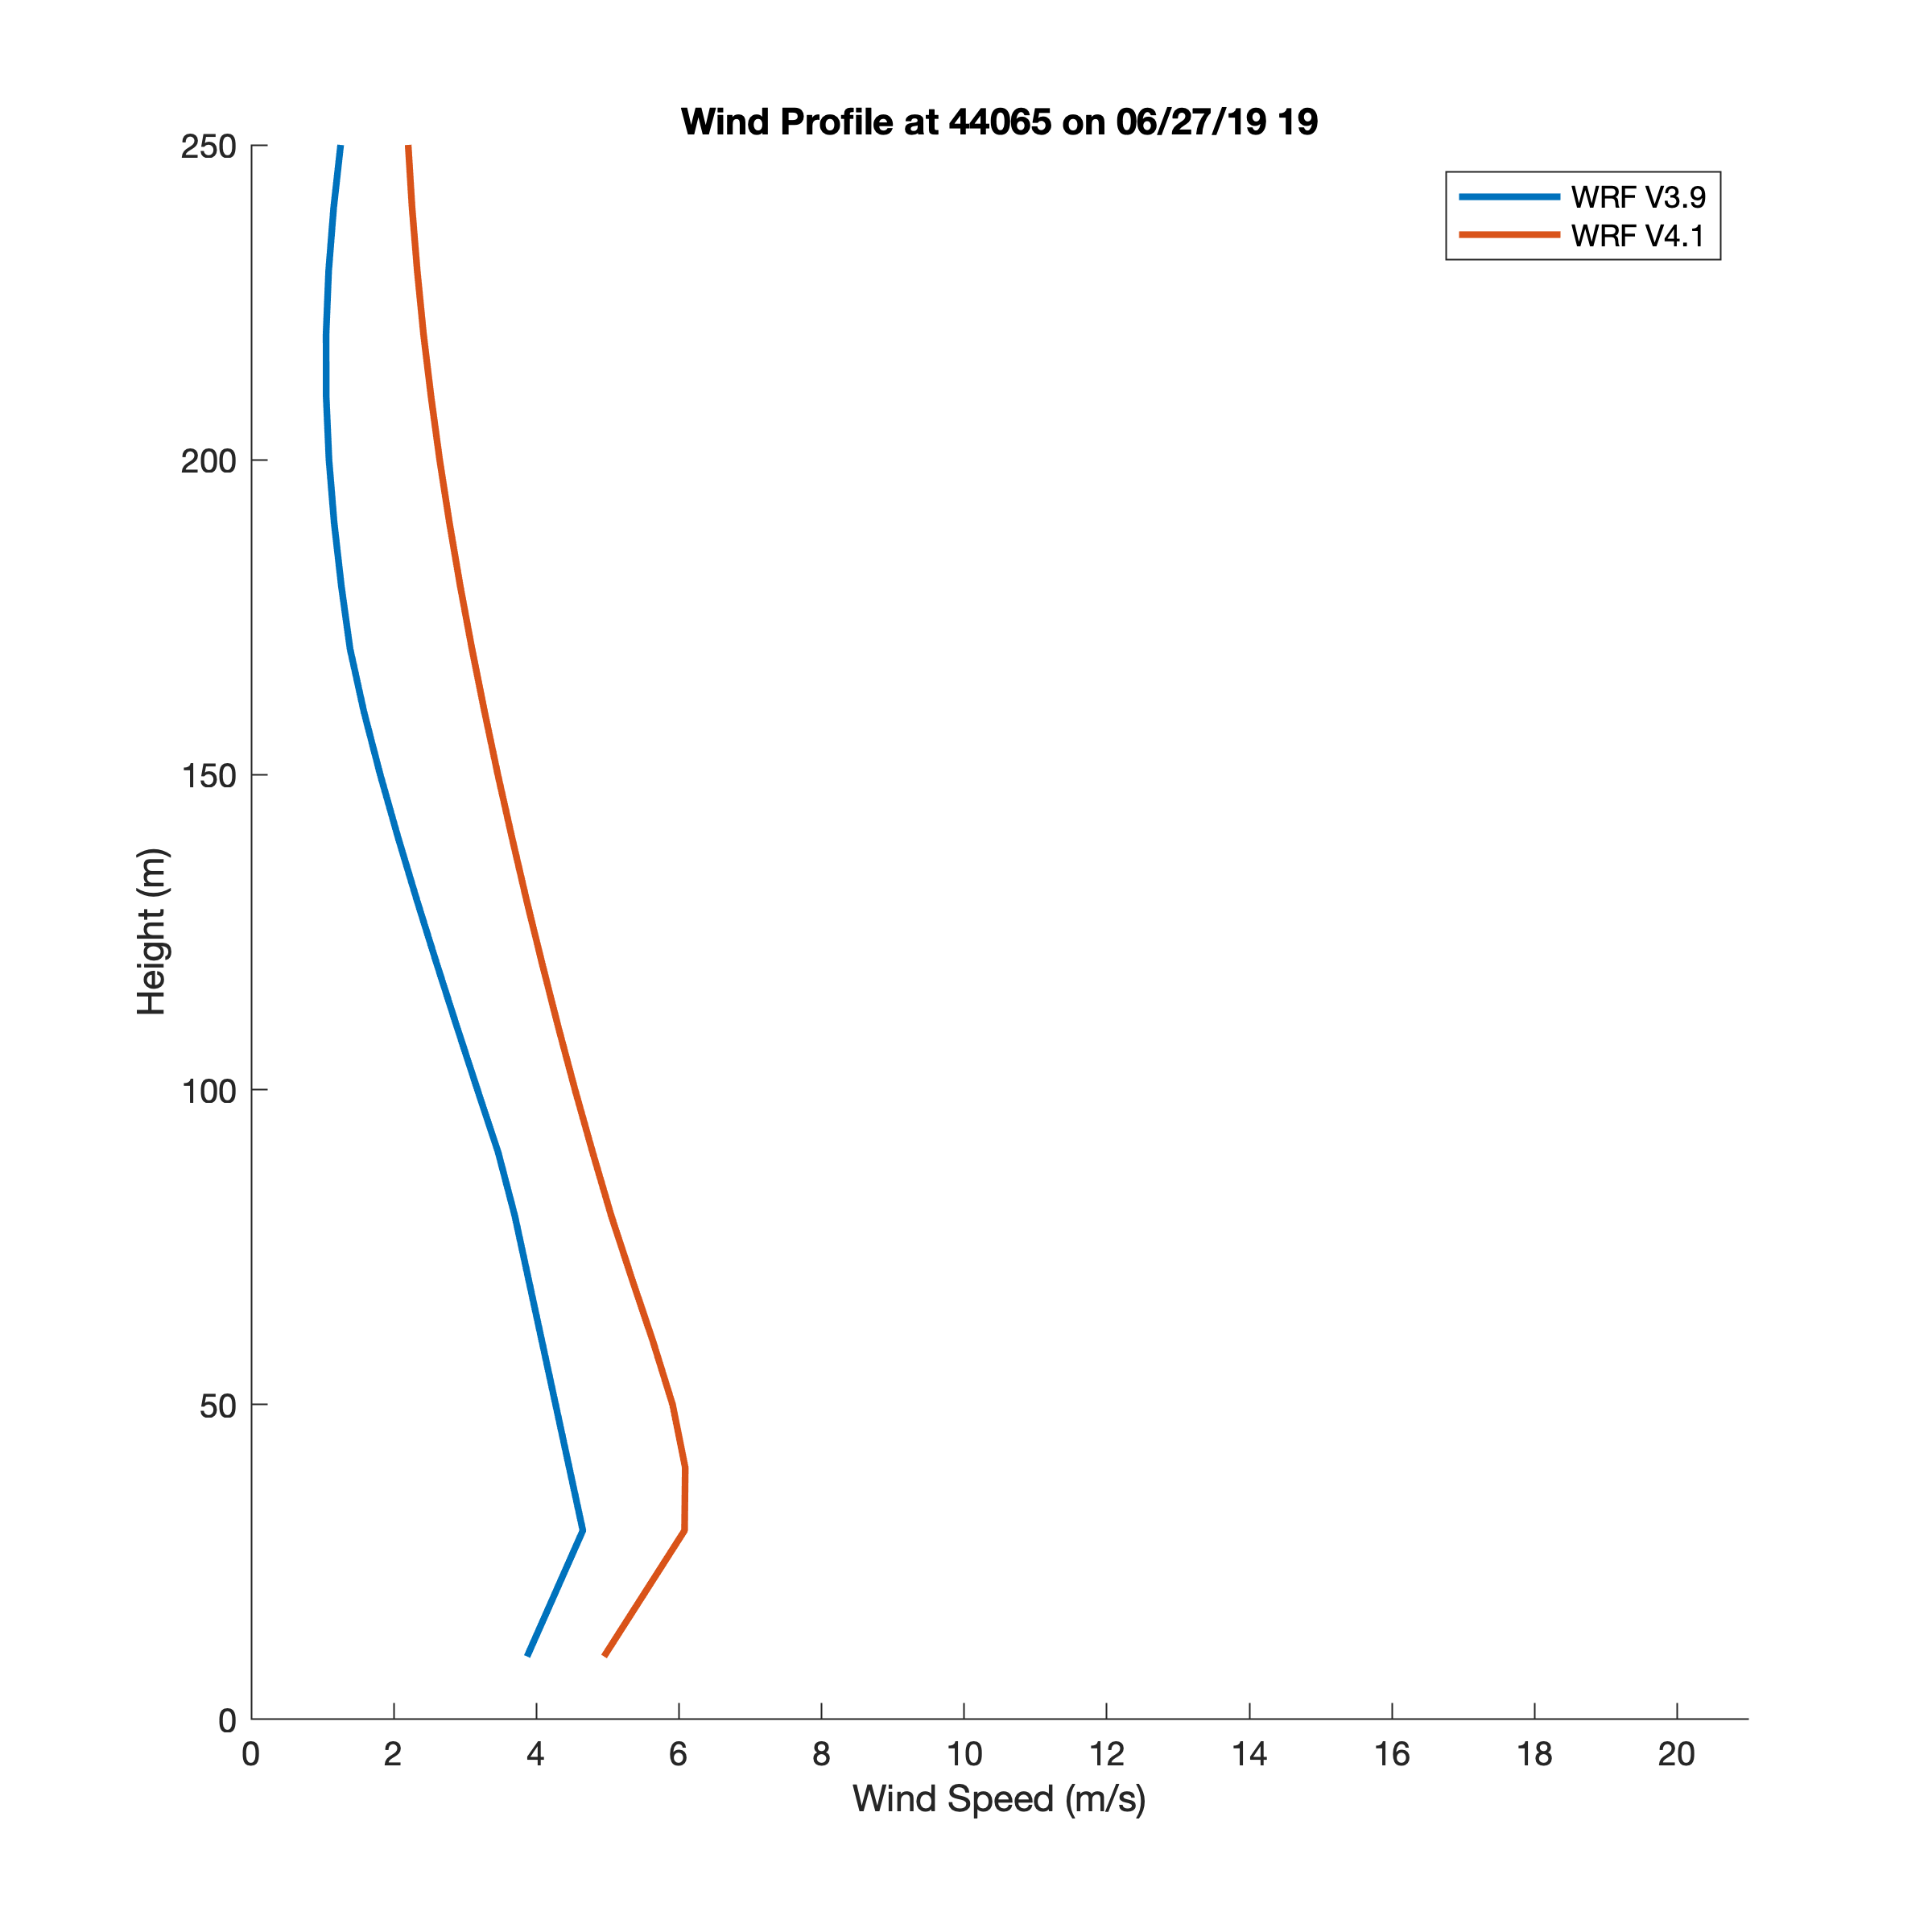 Wind Profile at 44065 on 06/27/19 19
WRF V3.9
WRF V4.1
250
200
150
100
50
0
Height (m)
0 2 4 6 8 10 12 14 16 18 20
Wind Speed (m/s)